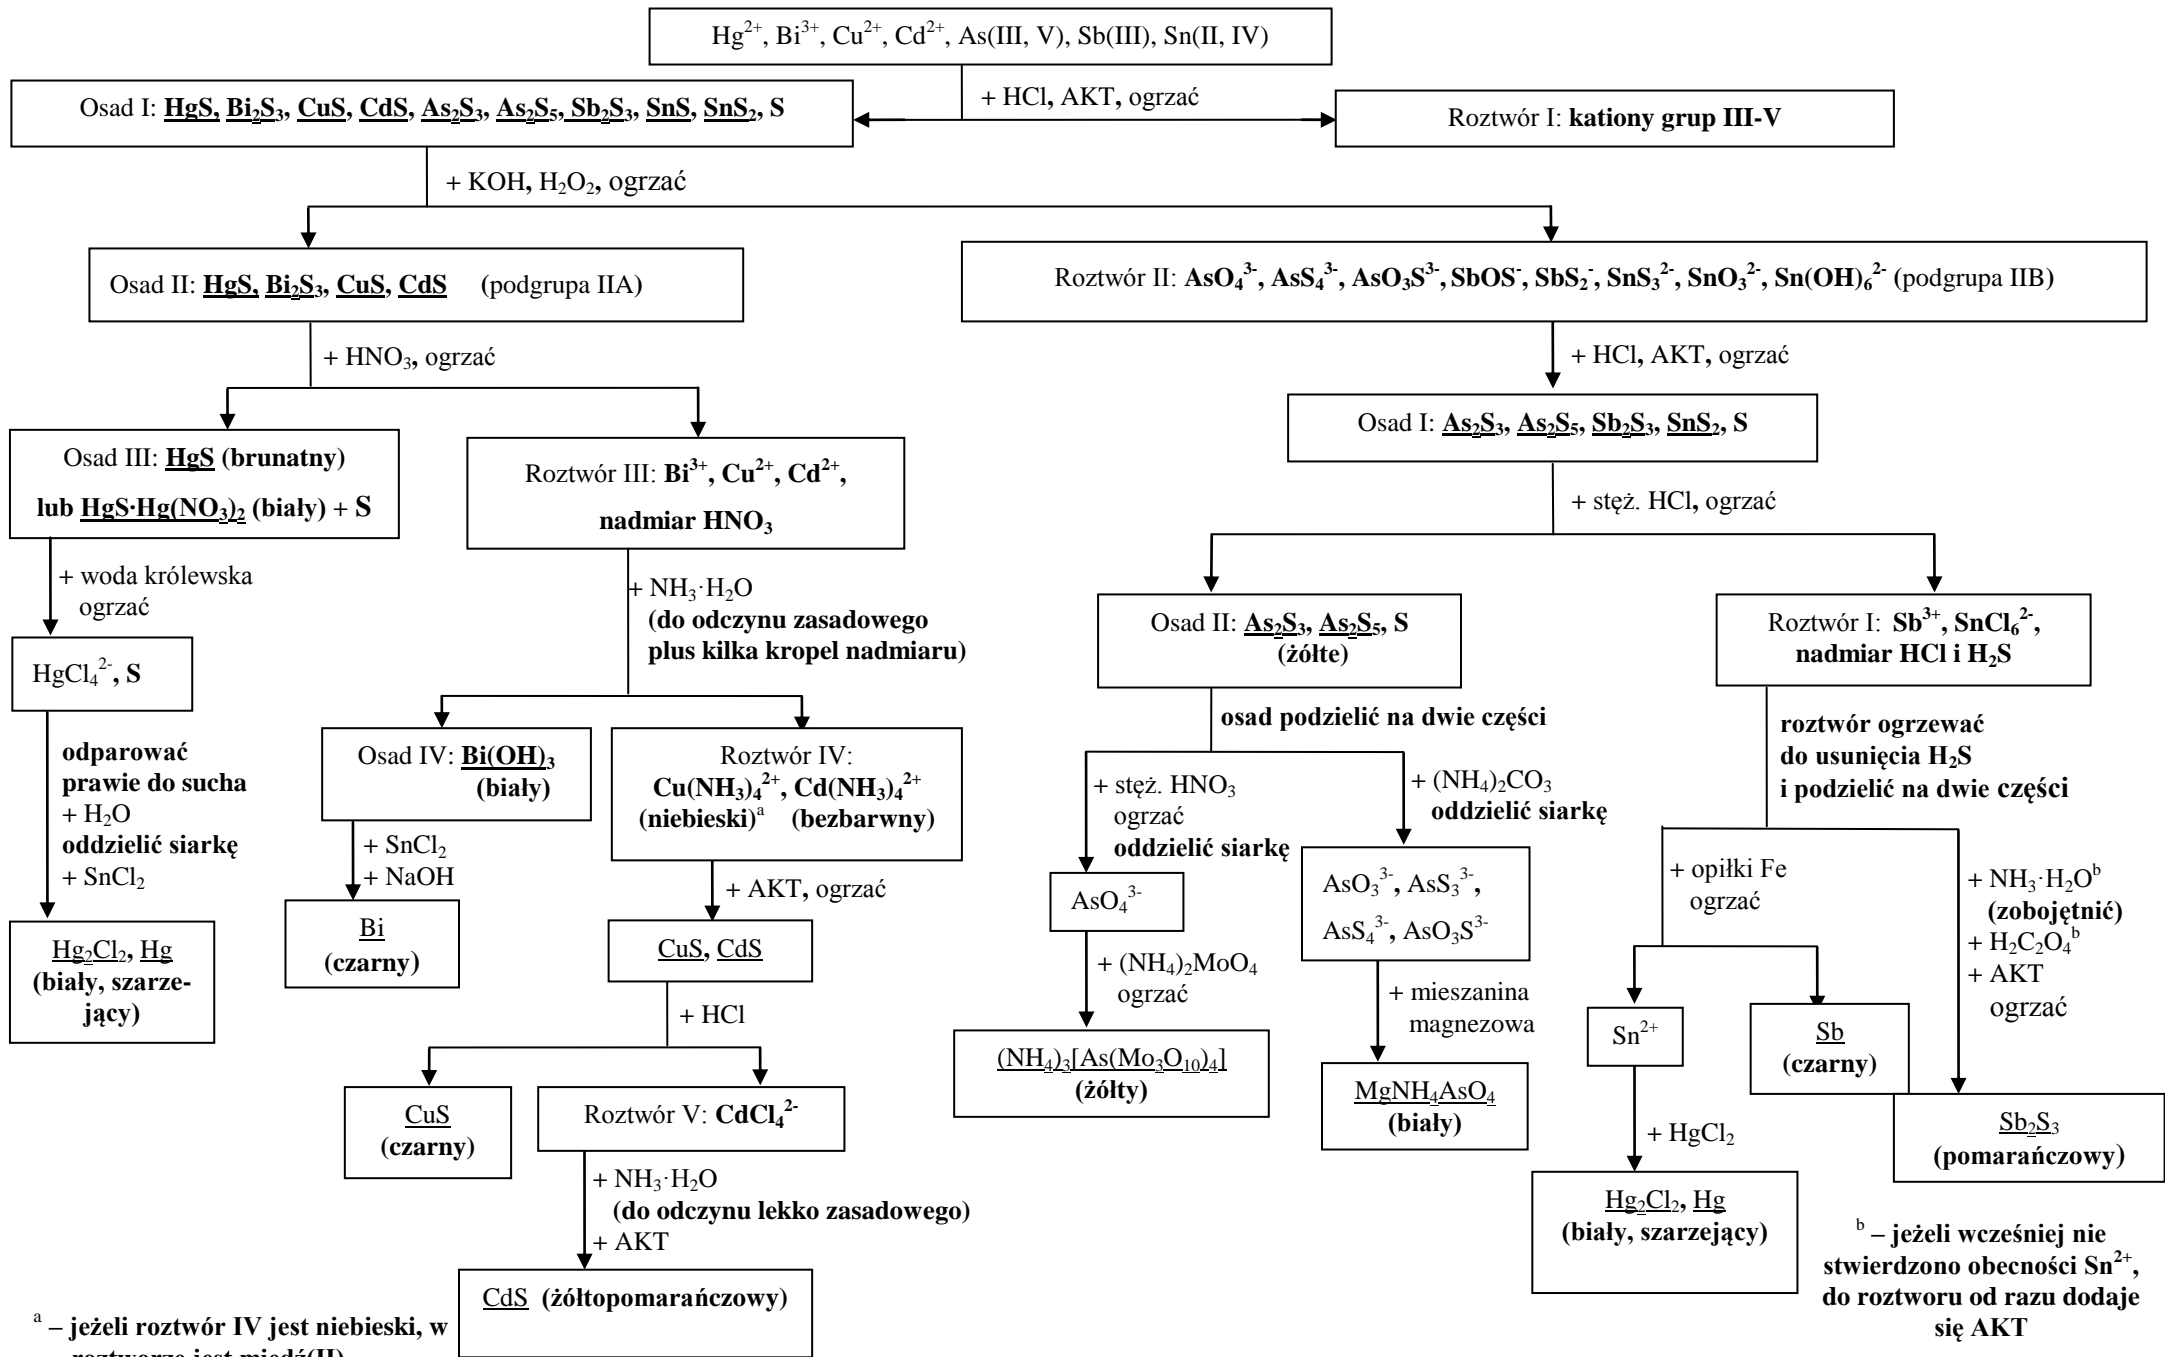 Hg²⁺, Bi³⁺, Cu²⁺, Cd²⁺, As(III, V), Sb(III), Sn(II, IV)
+ HCl, AKT, ogrzać
Osad I: HgS, Bi₂S₃, CuS, CdS, As₂S₃, As₂S₅, Sb₂S₃, SnS, SnS₂, S
Roztwór I: kationy grup III-V
+ KOH, H₂O₂, ogrzać
Osad II: HgS, Bi₂S₃, CuS, CdS (podgrupa IIA)
Roztwór II: AsO₄³⁻, AsS₄³⁻, AsO₃S³⁻, SbOS⁻, SbS₂⁻, SnS₃²⁻, SnO₃²⁻, Sn(OH)₆²⁻ (podgrupa IIB)
+ HNO₃, ogrzać
Osad III: HgS (brunatny)
lub HgS·Hg(NO₃)₂ (biały) + S
Roztwór III: Bi³⁺, Cu²⁺, Cd²⁺,
nadmiar HNO₃
+ woda królewska
ogrzać
HgCl₄²⁻, S
odparować
prawie do sucha
+ H₂O
oddzielić siarkę
+ SnCl₂
Hg₂Cl₂, Hg
(biały, szarze-
jący)
+ NH₃·H₂O
(do odczynu zasadowego
plus kilka kropel nadmiaru)
Osad IV: Bi(OH)₃
(biały)
+ SnCl₂
+ NaOH
Bi
(czarny)
Roztwór IV:
Cu(NH₃)₄²⁺, Cd(NH₃)₄²⁺
(niebieski)ᵃ (bezbarwny)
+ AKT, ogrzać
CuS, CdS
+ HCl
CuS
(czarny)
Roztwór V: CdCl₄²⁻
+ NH₃·H₂O
(do odczynu lekko zasadowego)
+ AKT
CdS (żółtopomarańczowy)
ᵃ – jeżeli roztwór IV jest niebieski, w
roztworze jest miedź(II)
+ HCl, AKT, ogrzać
Osad I: As₂S₃, As₂S₅, Sb₂S₃, SnS₂, S
+ stęż. HCl, ogrzać
Osad II: As₂S₃, As₂S₅, S
(żółte)
osad podzielić na dwie części
+ stęż. HNO₃
ogrzać
oddzielić siarkę
AsO₄³⁻
+ (NH₄)₂MoO₄
ogrzać
(NH₄)₃[As(Mo₃O₁₀)₄]
(żółty)
+ (NH₄)₂CO₃
oddzielić siarkę
AsO₃³⁻, AsS₃³⁻,
AsS₄³⁻, AsO₃S³⁻
+ mieszanina
magnezowa
MgNH₄AsO₄
(biały)
Roztwór I: Sb³⁺, SnCl₆²⁻,
nadmiar HCl i H₂S
roztwór ogrzewać
do usunięcia H₂S
i podzielić na dwie części
+ opiłki Fe
ogrzać
Sn²⁺
+ HgCl₂
Hg₂Cl₂, Hg
(biały, szarzejący)
Sb
(czarny)
+ NH₃·H₂Oᵇ
(zobojętnić)
+ H₂C₂O₄ᵇ
+ AKT
ogrzać
Sb₂S₃
(pomarańczowy)
ᵇ – jeżeli wcześniej nie
stwierdzono obecności Sn²⁺,
do roztworu od razu dodaje
się AKT